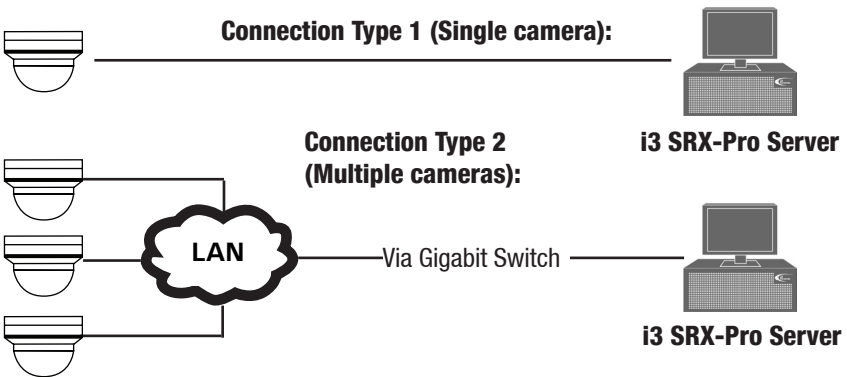 Connection Type 1 (Single camera):
i3 SRX-Pro Server
Connection Type 2
(Multiple cameras):
LAN
Via Gigabit Switch
i3 SRX-Pro Server